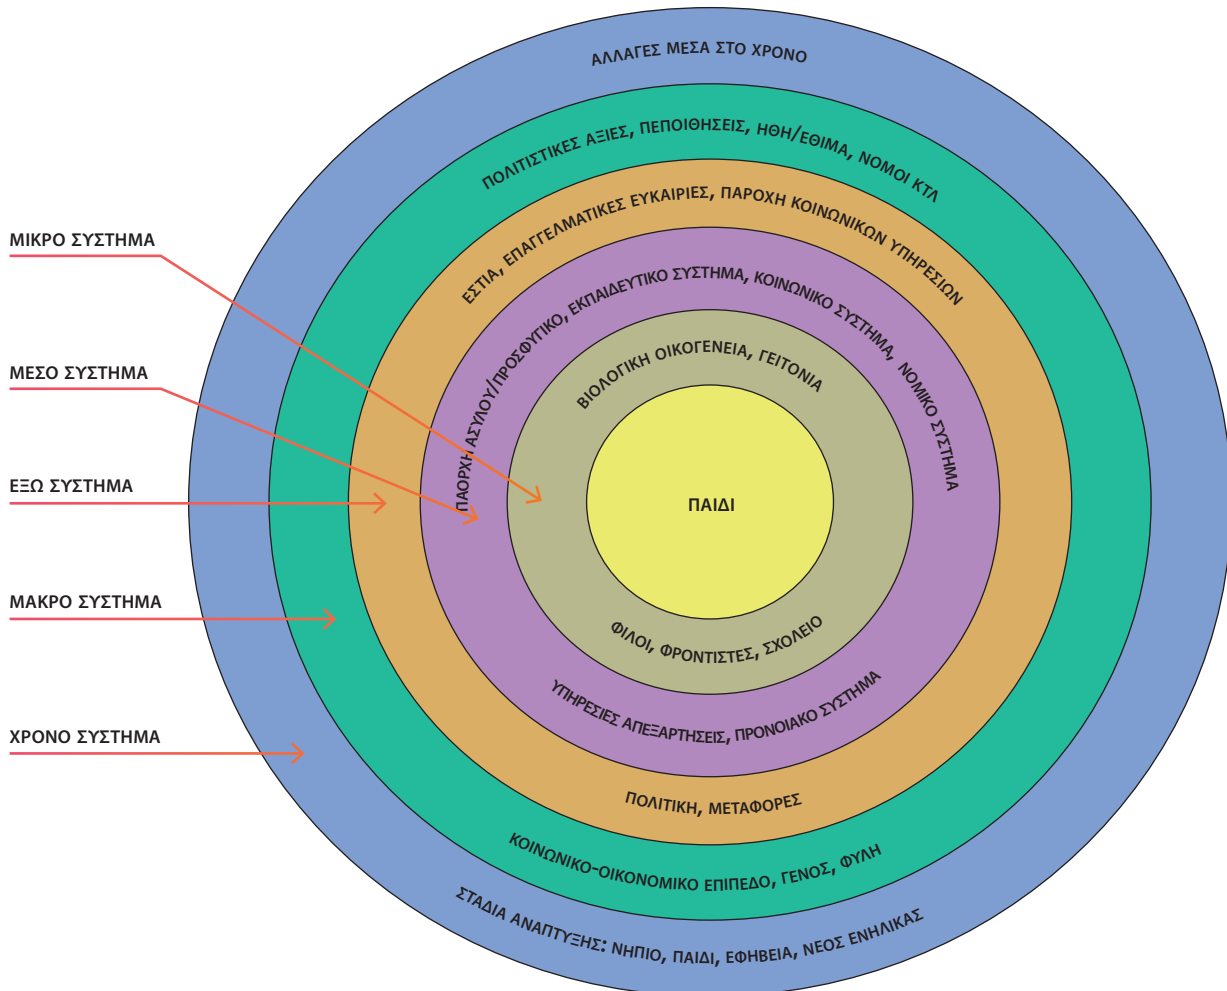 ΑΛΛΑΓΕΣ ΜΕΣΑ ΣΤΟ ΧΡΟΝΟ
ΠΟΛΙΤΙΣΤΙΚΕΣ ΑΞΙΕΣ, ΠΕΠΟΙΘΗΣΕΙΣ, ΗΘΗ/ΕΘΙΜΑ, ΝΟΜΟΙ ΚΤΛ
ΕΣΤΙΑ, ΕΠΑΓΓΕΛΜΑΤΙΚΕΣ ΕΥΚΑΙΡΙΕΣ, ΠΑΡΟΧΗ ΚΟΙΝΩΝΙΚΩΝ ΥΠΗΡΕΣΙΩΝ
ΠΑΟΡΧΗ ΑΣΥΛΟΥ/ΠΡΟΣΦΥΓΙΚΟ, ΕΚΠΑΙΔΕΥΤΙΚΟ ΣΥΣΤΗΜΑ, ΚΟΙΝΩΝΙΚΟ ΣΥΣΤΗΜΑ, ΝΟΜΙΚΟ ΣΥΣΤΗΜΑ
ΒΙΟΛΟΓΙΚΗ ΟΙΚΟΓΕΝΕΙΑ, ΓΕΙΤΟΝΙΑ
ΠΑΙΔΙ
ΦΙΛΟΙ, ΦΡΟΝΤΙΣΤΕΣ, ΣΧΟΛΕΙΟ
ΥΠΗΡΕΣΙΕΣ ΑΠΕΞΑΡΤΗΣΕΙΣ, ΠΡΟΝΟΙΑΚΟ ΣΥΣΤΗΜΑ
ΠΟΛΙΤΙΚΗ, ΜΕΤΑΦΟΡΕΣ
ΚΟΙΝΩΝΙΚΟ-ΟΙΚΟΝΟΜΙΚΟ ΕΠΙΠΕΔΟ, ΓΕΝΟΣ, ΦΥΛΗ
ΣΤΑΔΙΑ ΑΝΑΠΤΥΞΗΣ: ΝΗΠΙΟ, ΠΑΙΔΙ, ΕΦΗΒΕΙΑ, ΝΕΟΣ ΕΝΗΛΙΚΑΣ
ΜΙΚΡΟ ΣΥΣΤΗΜΑ
ΜΕΣΟ ΣΥΣΤΗΜΑ
ΕΞΩ ΣΥΣΤΗΜΑ
ΜΑΚΡΟ ΣΥΣΤΗΜΑ
ΧΡΟΝΟ ΣΥΣΤΗΜΑ